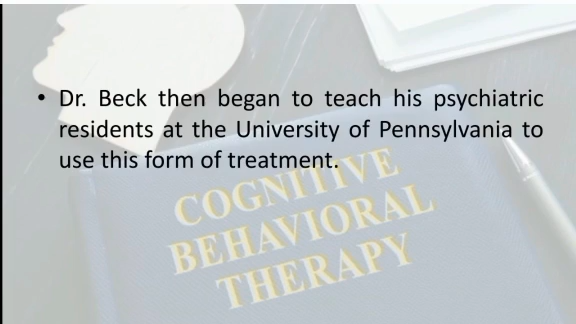 • Dr. Beck then began to teach his psychiatric
residents at the University of Pennsylvania to
use this form of treatment.
COGNITIVE
BEHAVIORAL
THERAPY